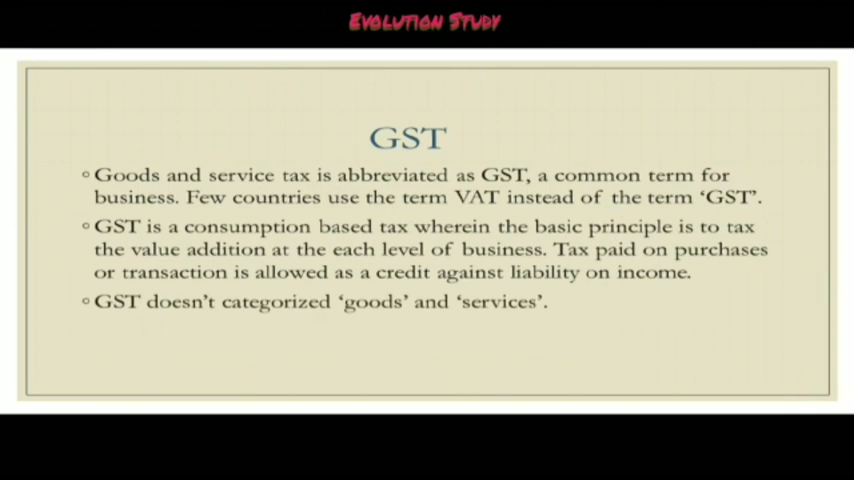 Evolution Study
GST
◦ Goods and service tax is abbreviated as GST, a common term for
business. Few countries use the term VAT instead of the term ‘GST’.
◦ GST is a consumption based tax wherein the basic principle is to tax
the value addition at the each level of business. Tax paid on purchases
or transaction is allowed as a credit against liability on income.
◦ GST doesn’t categorized ‘goods’ and ‘services’.